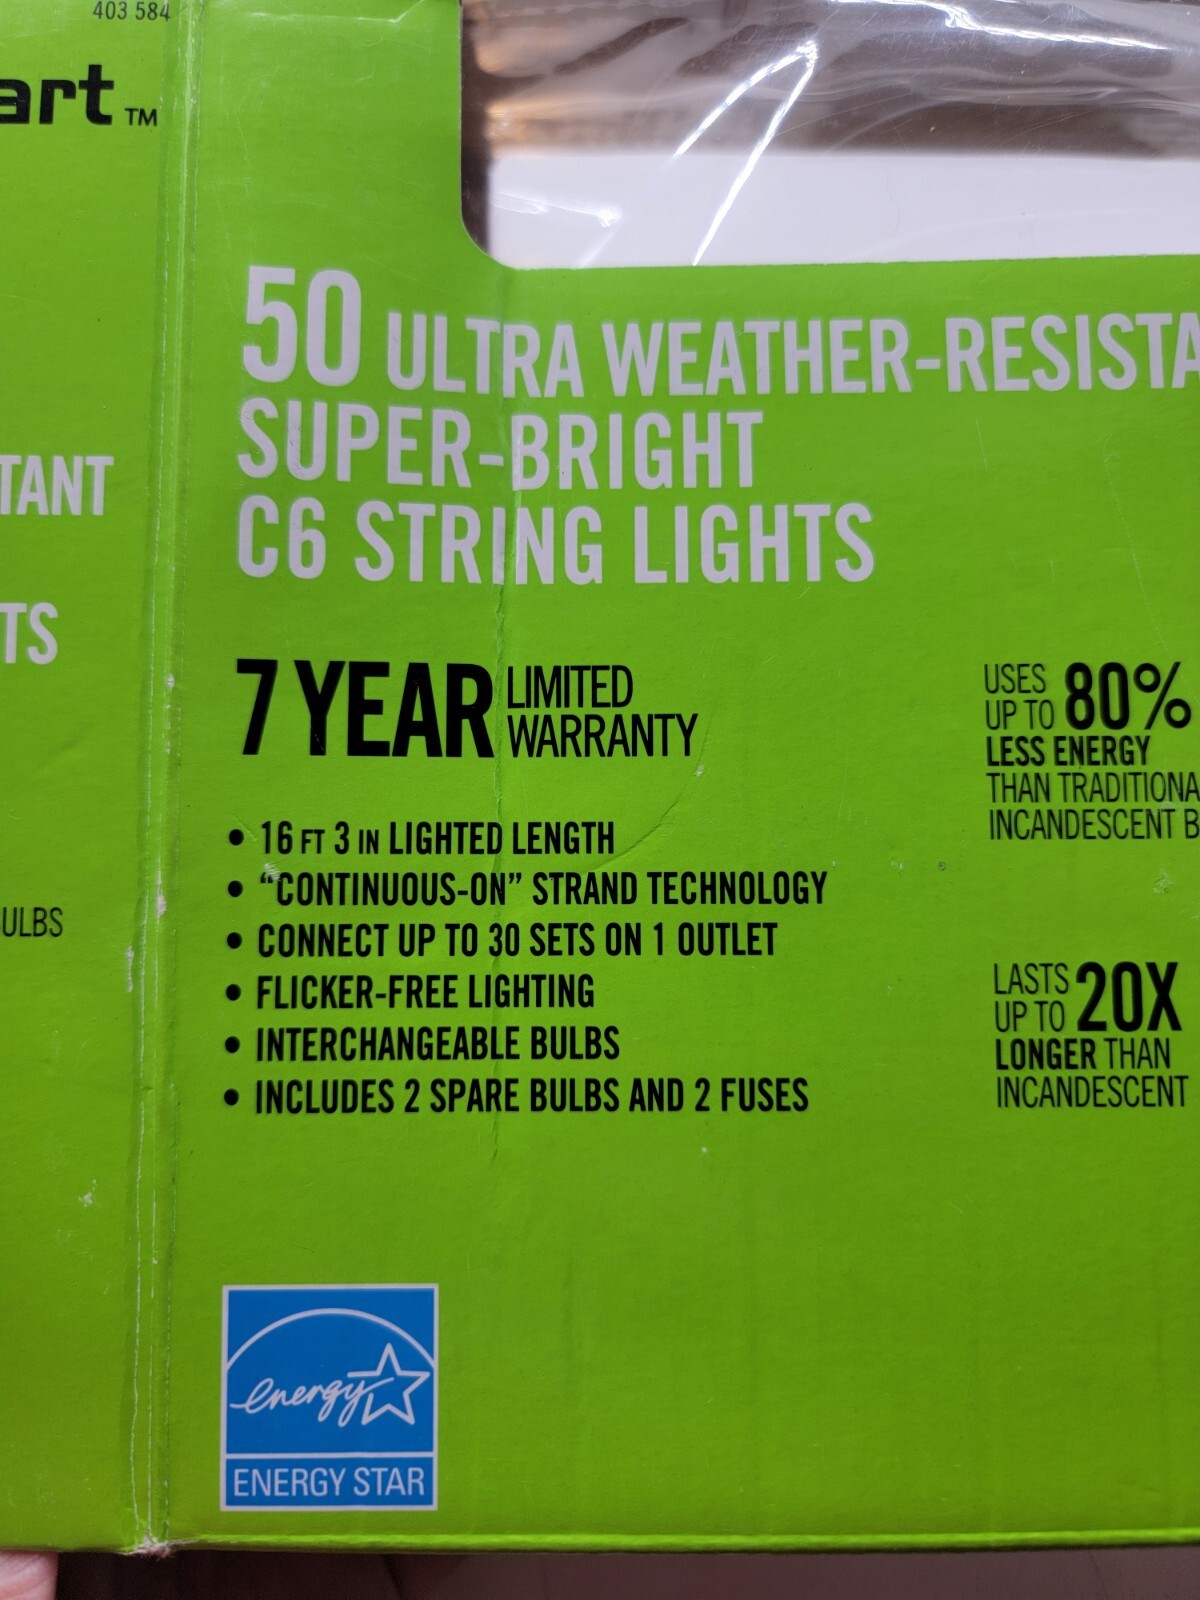 403 584
art™
TANT
TS
ULBS
50 ULTRA WEATHER-RESISTA
SUPER-BRIGHT
C6 STRING LIGHTS
7 YEAR LIMITED
WARRANTY
• 16 FT 3 IN LIGHTED LENGTH
• “CONTINUOUS-ON” STRAND TECHNOLOGY
• CONNECT UP TO 30 SETS ON 1 OUTLET
• FLICKER-FREE LIGHTING
• INTERCHANGEABLE BULBS
• INCLUDES 2 SPARE BULBS AND 2 FUSES
USES
UP TO 80%
LESS ENERGY
THAN TRADITIONA
INCANDESCENT B
LASTS
UP TO 20X
LONGER THAN
INCANDESCENT
energy
ENERGY STAR